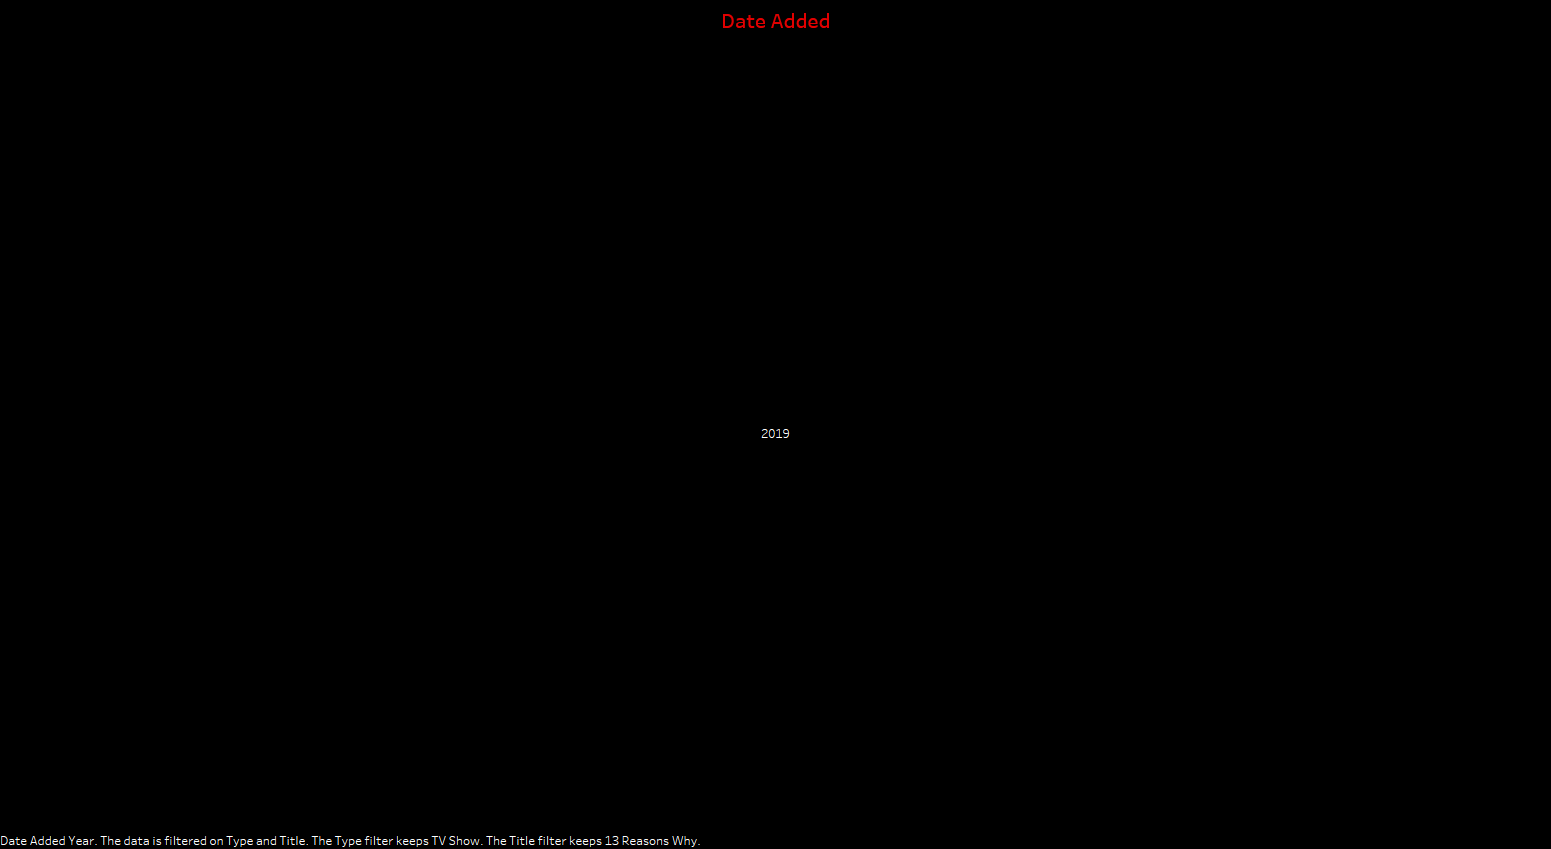 Date Added
2019
Date Added Year. The data is filtered on Type and Title. The Type filter keeps TV Show. The Title filter keeps 13 Reasons Why.